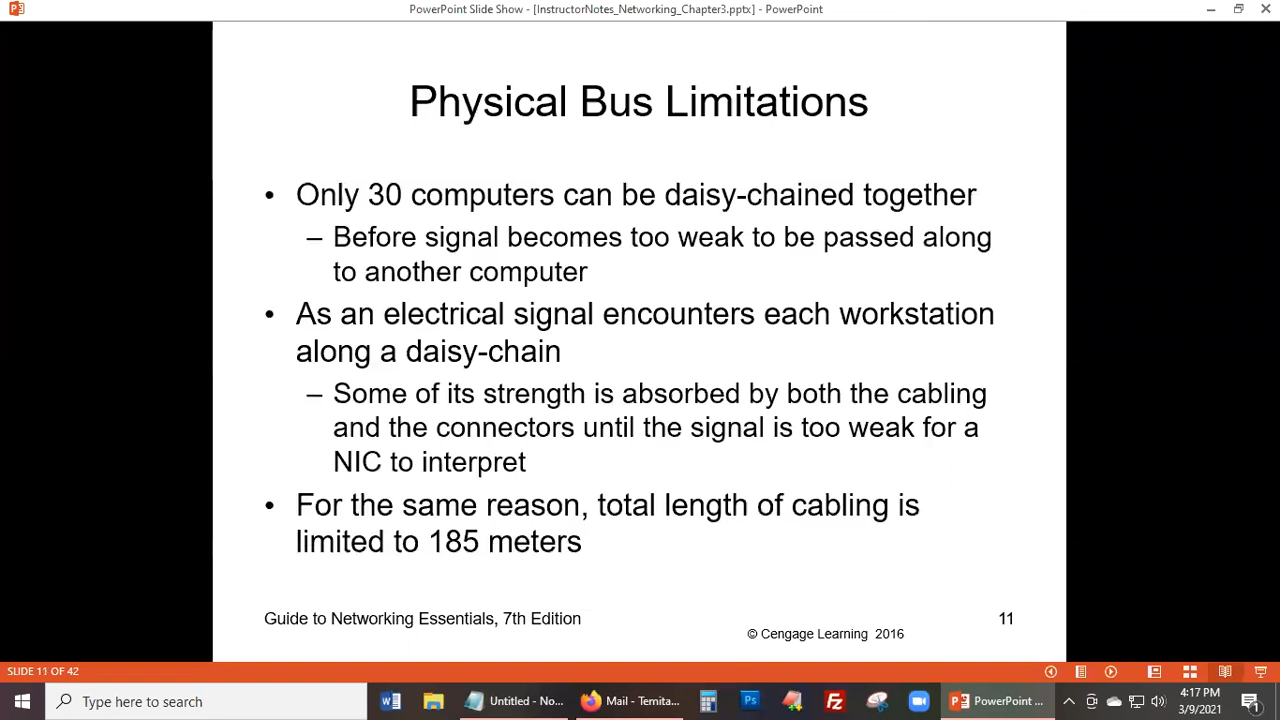 PowerPoint Slide Show - [InstructorNotes_Networking_Chapter3.pptx] - PowerPoint
Physical Bus Limitations
• Only 30 computers can be daisy-chained together
– Before signal becomes too weak to be passed along
to another computer
• As an electrical signal encounters each workstation
along a daisy-chain
– Some of its strength is absorbed by both the cabling
and the connectors until the signal is too weak for a
NIC to interpret
• For the same reason, total length of cabling is
limited to 185 meters
Guide to Networking Essentials, 7th Edition
11
© Cengage Learning 2016
SLIDE 11 OF 42
Type here to search
Untitled - No...
Mail - Temita...
Ps
Fz
PowerPoint ...
4:17 PM
3/9/2021
1